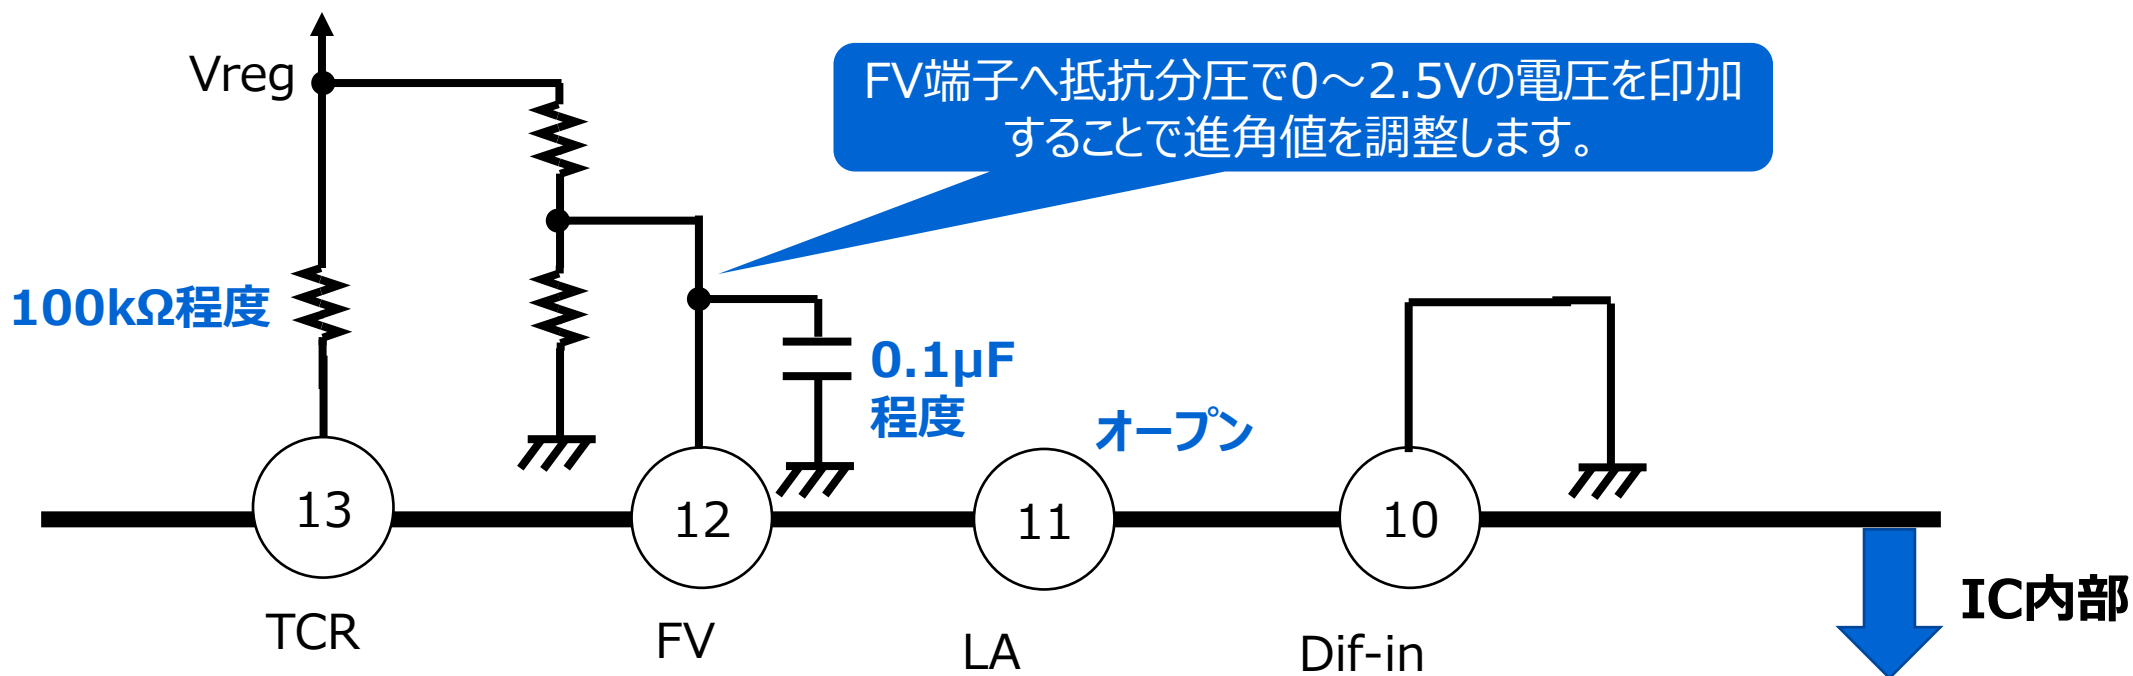 Vreg
FV端子へ抵抗分圧で0～2.5Vの電圧を印加
することで進角値を調整します。
100kΩ程度
0.1μF
程度
オープン
13
12
11
10
TCR
FV
LA
Dif-in
IC内部